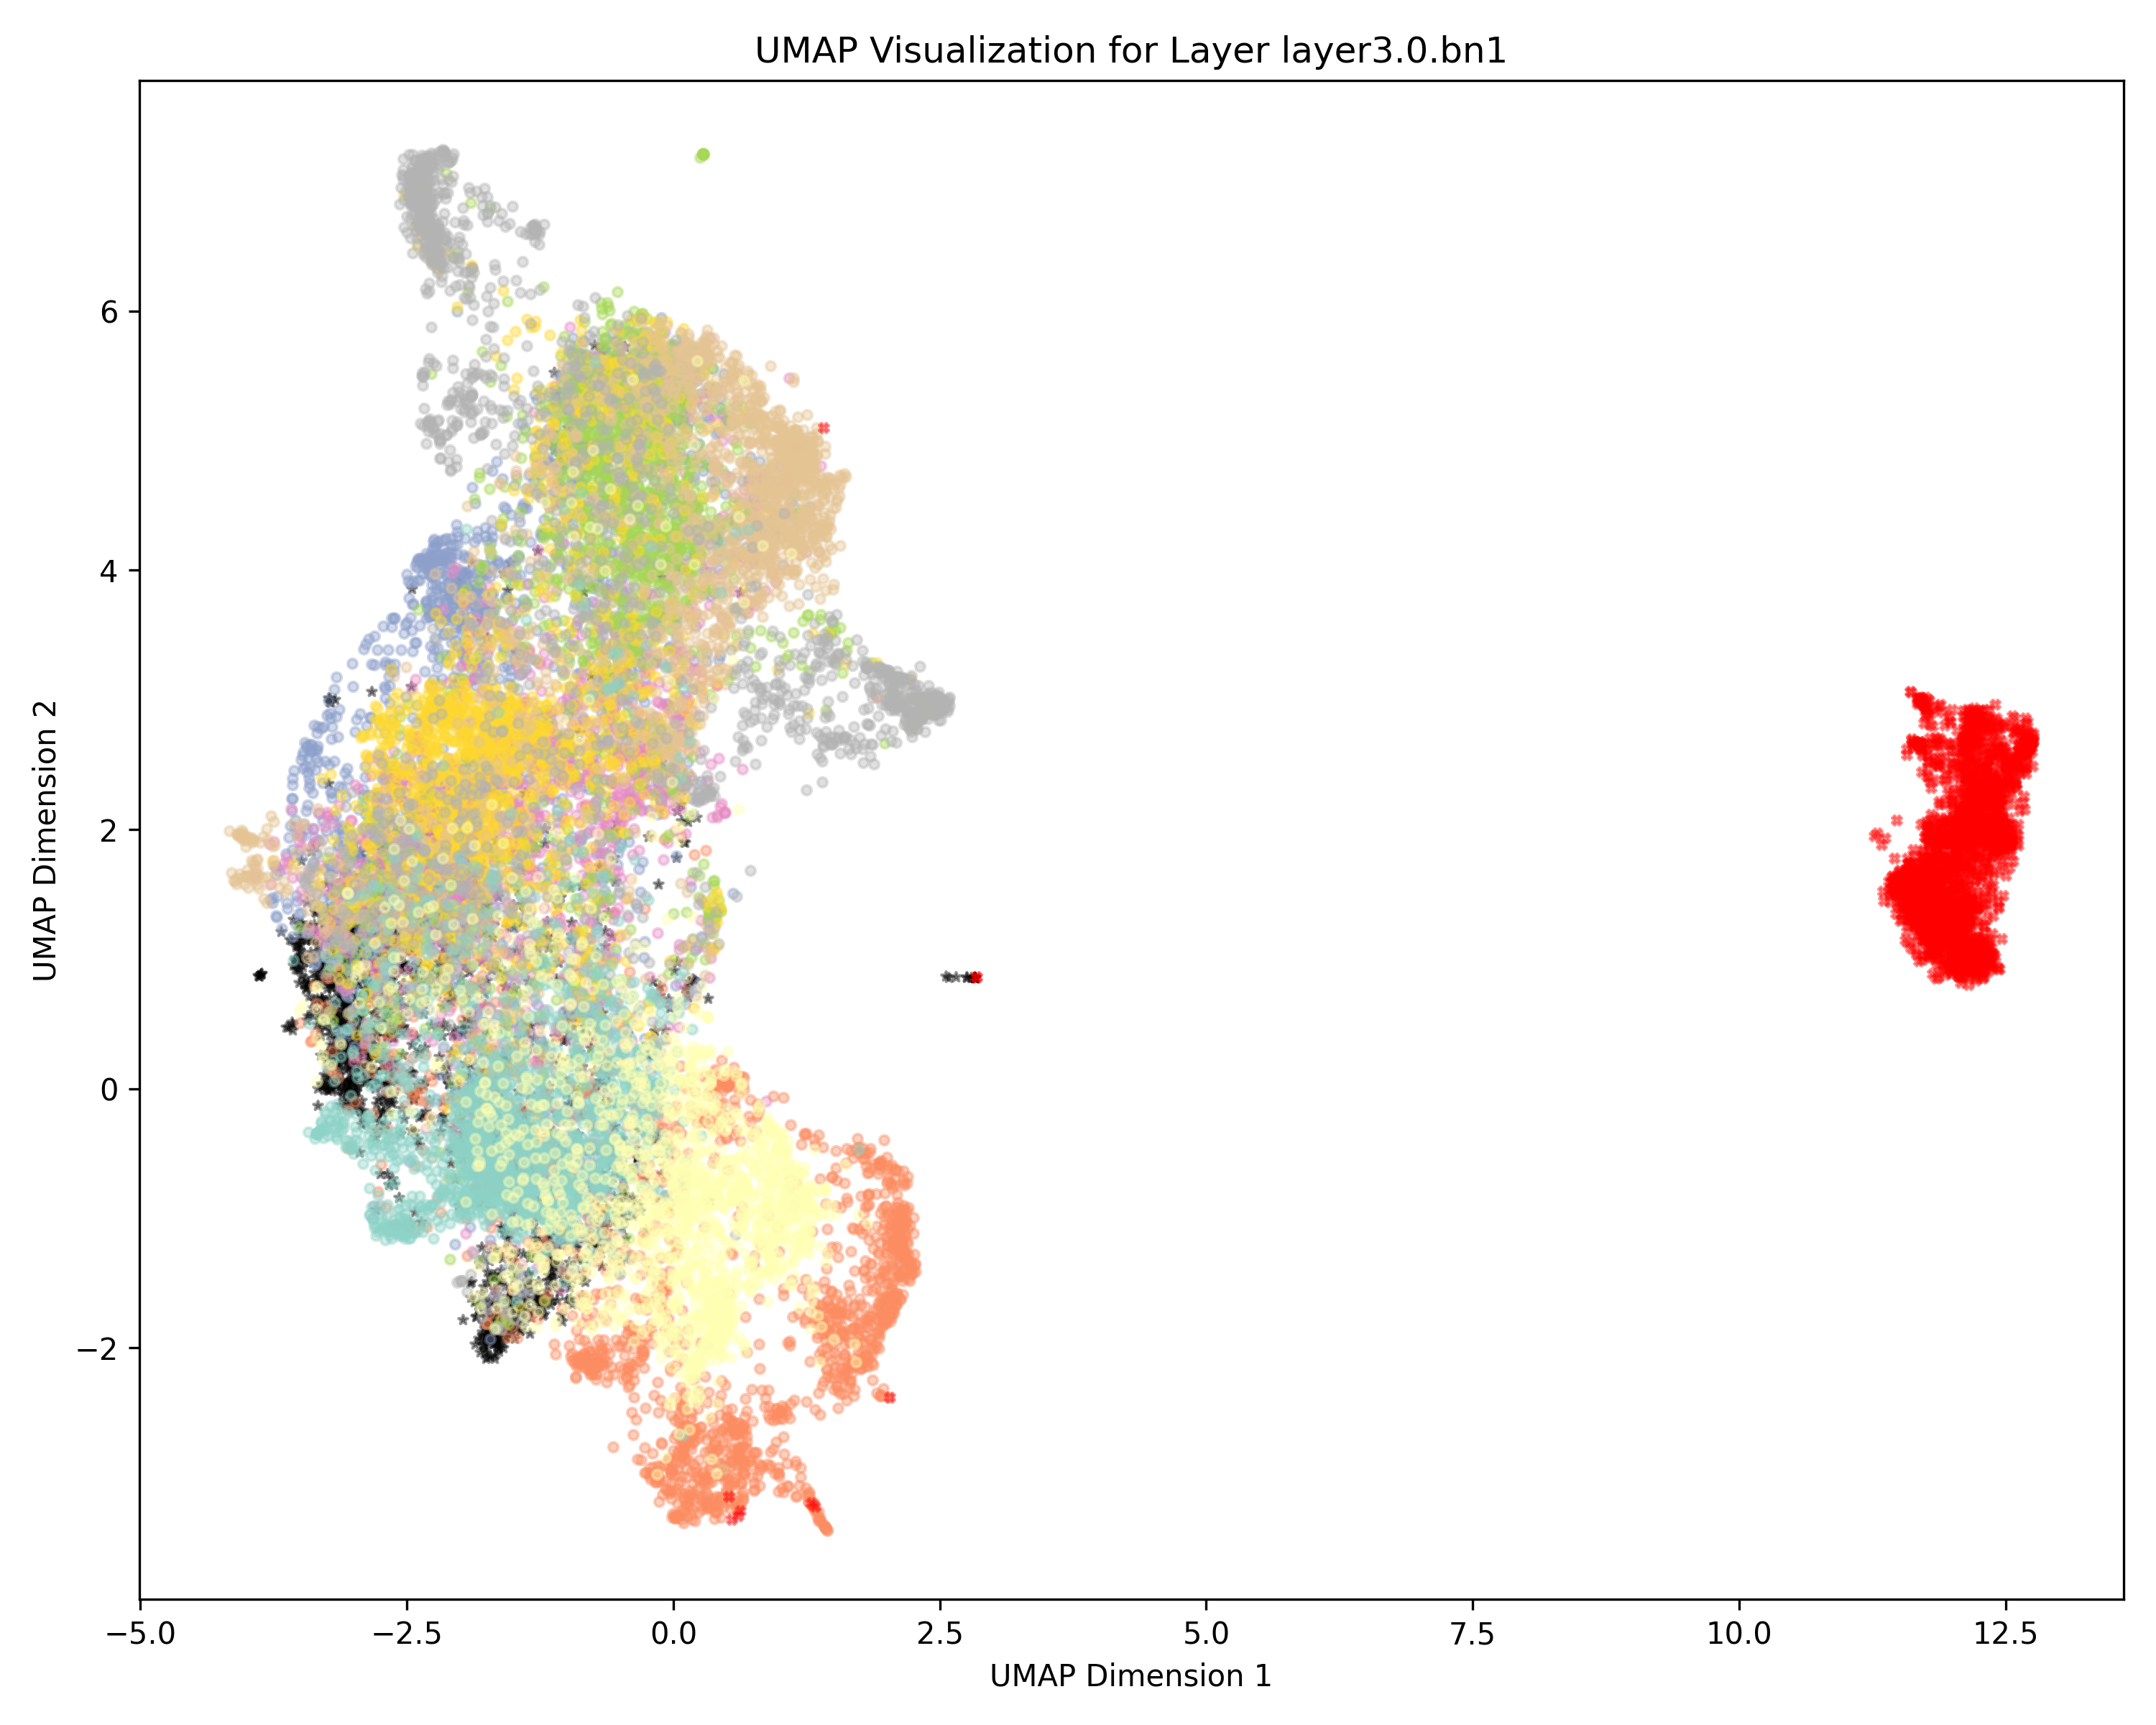 UMAP Visualization for Layer layer3.0.bn1
6
4
2
0
−2
UMAP Dimension 2
−5.0 −2.5 0.0 2.5 5.0 7.5 10.0 12.5
UMAP Dimension 1